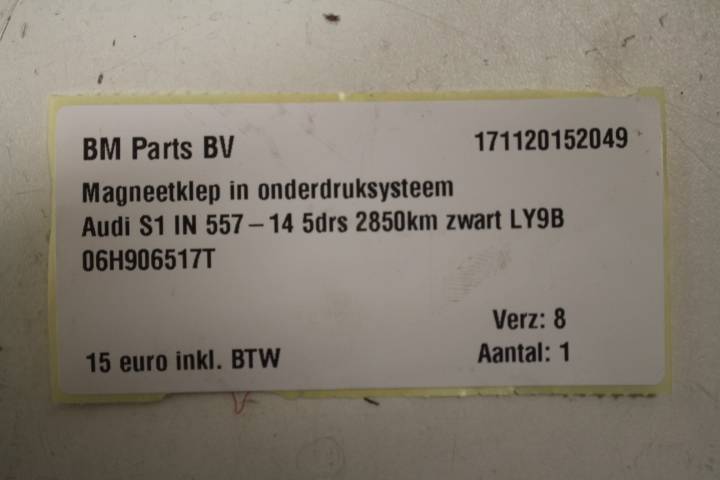 BM Parts BV 171120152049
Magneetklep in onderdruksysteem
Audi S1 IN 557 – 14 5drs 2850km zwart LY9B
06H906517T
Verz: 8
15 euro inkl. BTW Aantal: 1